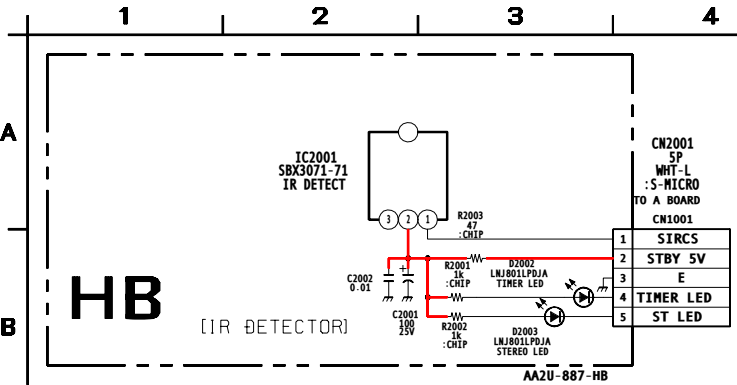 1 2 3 4
A
IC2001
SBX3071-71
IR DETECT
CN2001
5P
WHT-L
:S-MICRO
TO A BOARD
CN1001
3 2 1
R2003
47
:CHIP
1 SIRCS
2 STBY 5V
3 E
4 TIMER LED
5 ST LED
C2002
0.01
+
C2001
100
25V
R2001
1k
:CHIP
D2002
LNJ801LPDJA
TIMER LED
R2002
1k
:CHIP
D2003
LNJ801LPDJA
STEREO LED
B
HB
[IR DETECTOR]
AA2U-887-HB